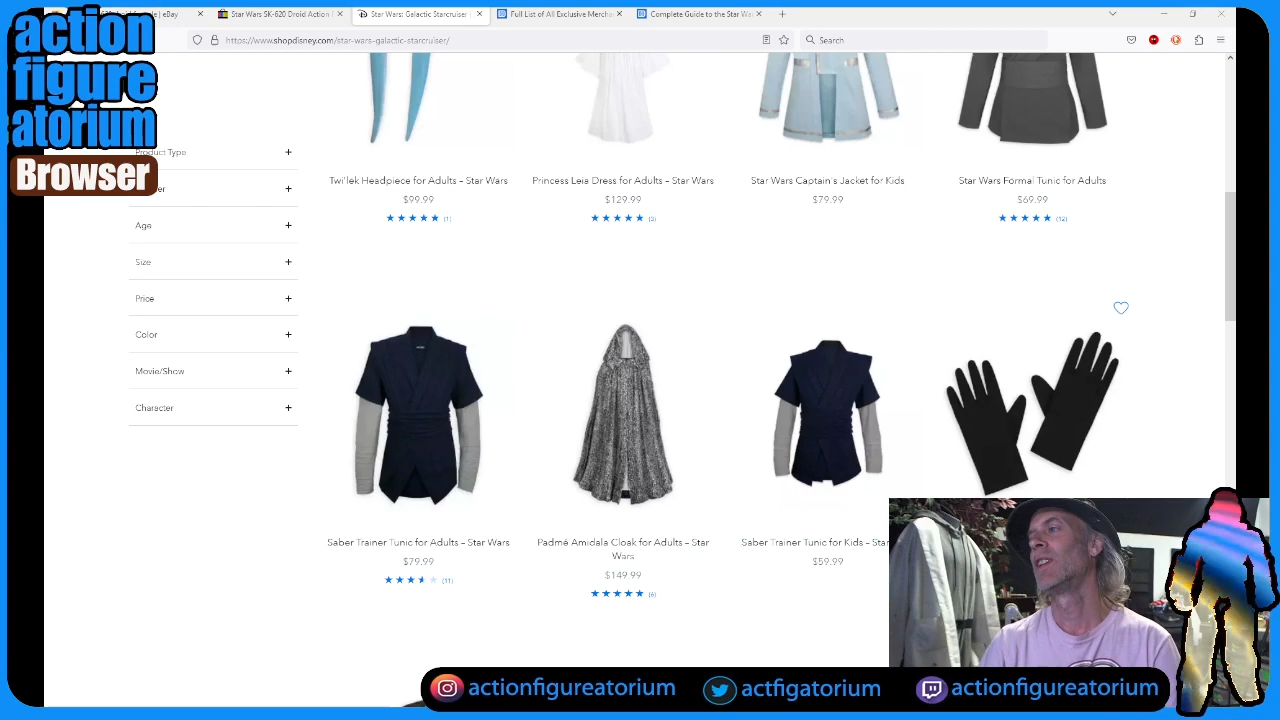 action
figure
atorium
Browser
Star Wars SK-620 Droid Action
Star Wars: Galactic Starcruiser
Full List of All Exclusive Mercha
Complete Guide to the Star Wa
https://www.shopdisney.com/star-wars-galactic-starcruiser/
Search
Product Type
Age
Size
Price
Color
Movie/Show
Character
Twi'lek Headpiece for Adults – Star Wars
$99.99
(1)
Princess Leia Dress for Adults – Star Wars
$129.99
(3)
Star Wars Captain's Jacket for Kids
$79.99
Star Wars Formal Tunic for Adults
$69.99
(12)
Saber Trainer Tunic for Adults – Star Wars
$79.99
(11)
Padmé Amidala Cloak for Adults – Star
Wars
$149.99
(6)
Saber Trainer Tunic for Kids – Star
$59.99
actionfigureatorium
actfigatorium
actionfigureatorium